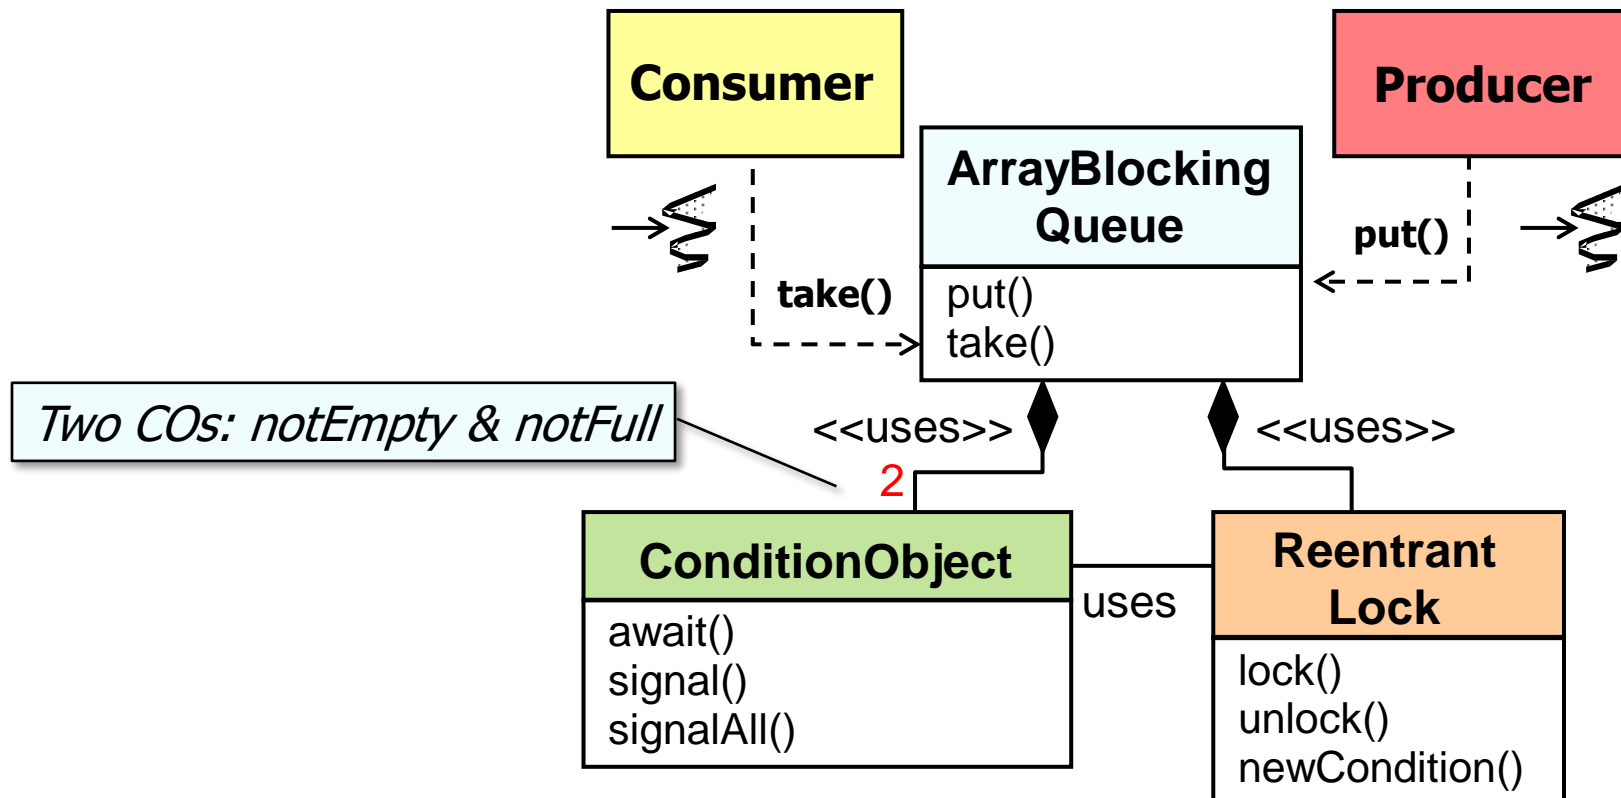 Consumer
Producer
ArrayBlocking
Queue
put()
take()
put()
take()
Two COs: notEmpty & notFull
<<uses>>
<<uses>>
2
ConditionObject
await()
signal()
signalAll()
uses
Reentrant
Lock
lock()
unlock()
newCondition()